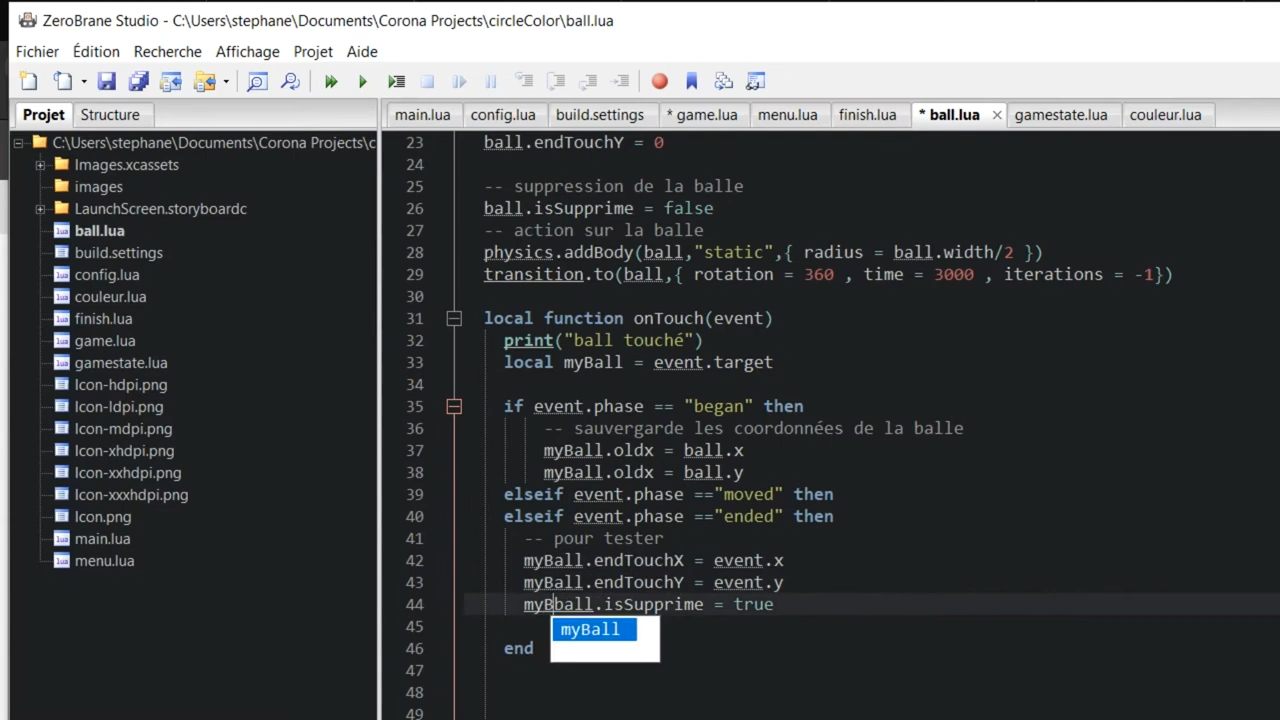 ZeroBrane Studio - C:\Users\stephane\Documents\Corona Projects\circleColor\ball.lua
Fichier Édition Recherche Affichage Projet Aide
Projet Structure
main.lua config.lua build.settings * game.lua menu.lua finish.lua * ball.lua gamestate.lua couleur.lua
C:\Users\stephane\Documents\Corona Projects\c
Images.xcassets
images
LaunchScreen.storyboardc
ball.lua
build.settings
config.lua
couleur.lua
finish.lua
game.lua
gamestate.lua
Icon-hdpi.png
Icon-ldpi.png
Icon-mdpi.png
Icon-xhdpi.png
Icon-xxhdpi.png
Icon-xxxhdpi.png
Icon.png
main.lua
menu.lua
23 ball.endTouchY = 0
24
25 -- suppression de la balle
26 ball.isSupprime = false
27 -- action sur la balle
28 physics.addBody(ball,"static",{ radius = ball.width/2 })
29 transition.to(ball,{ rotation = 360 , time = 3000 , iterations = -1})
30
31 local function onTouch(event)
32 print("ball touché")
33 local myBall = event.target
34
35 if event.phase == "began" then
36 -- sauvergarde les coordonnées de la balle
37 myBall.oldx = ball.x
38 myBall.oldx = ball.y
39 elseif event.phase =="moved" then
40 elseif event.phase =="ended" then
41 -- pour tester
42 myBall.endTouchX = event.x
43 myBall.endTouchY = event.y
44 myBball.isSupprime = true
myBall
45
46 end
47
48
49